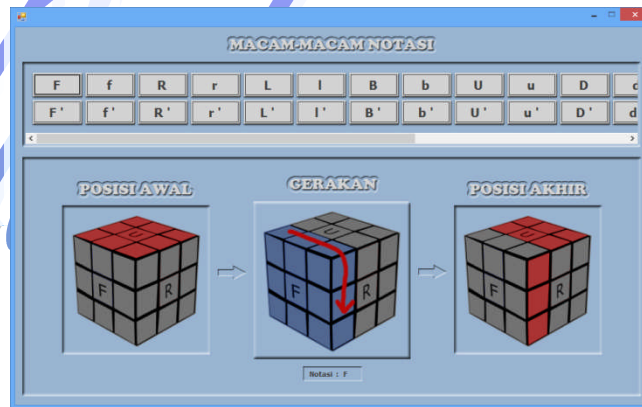 MACAM-MACAM NOTASI
F f R r L l B b U u D d
F' f' R' r' L' l' B' b' U' u' D' d
POSISI AWAL GERAKAN POSISI AKHIR
U U U
F R F R F R
Notasi : F